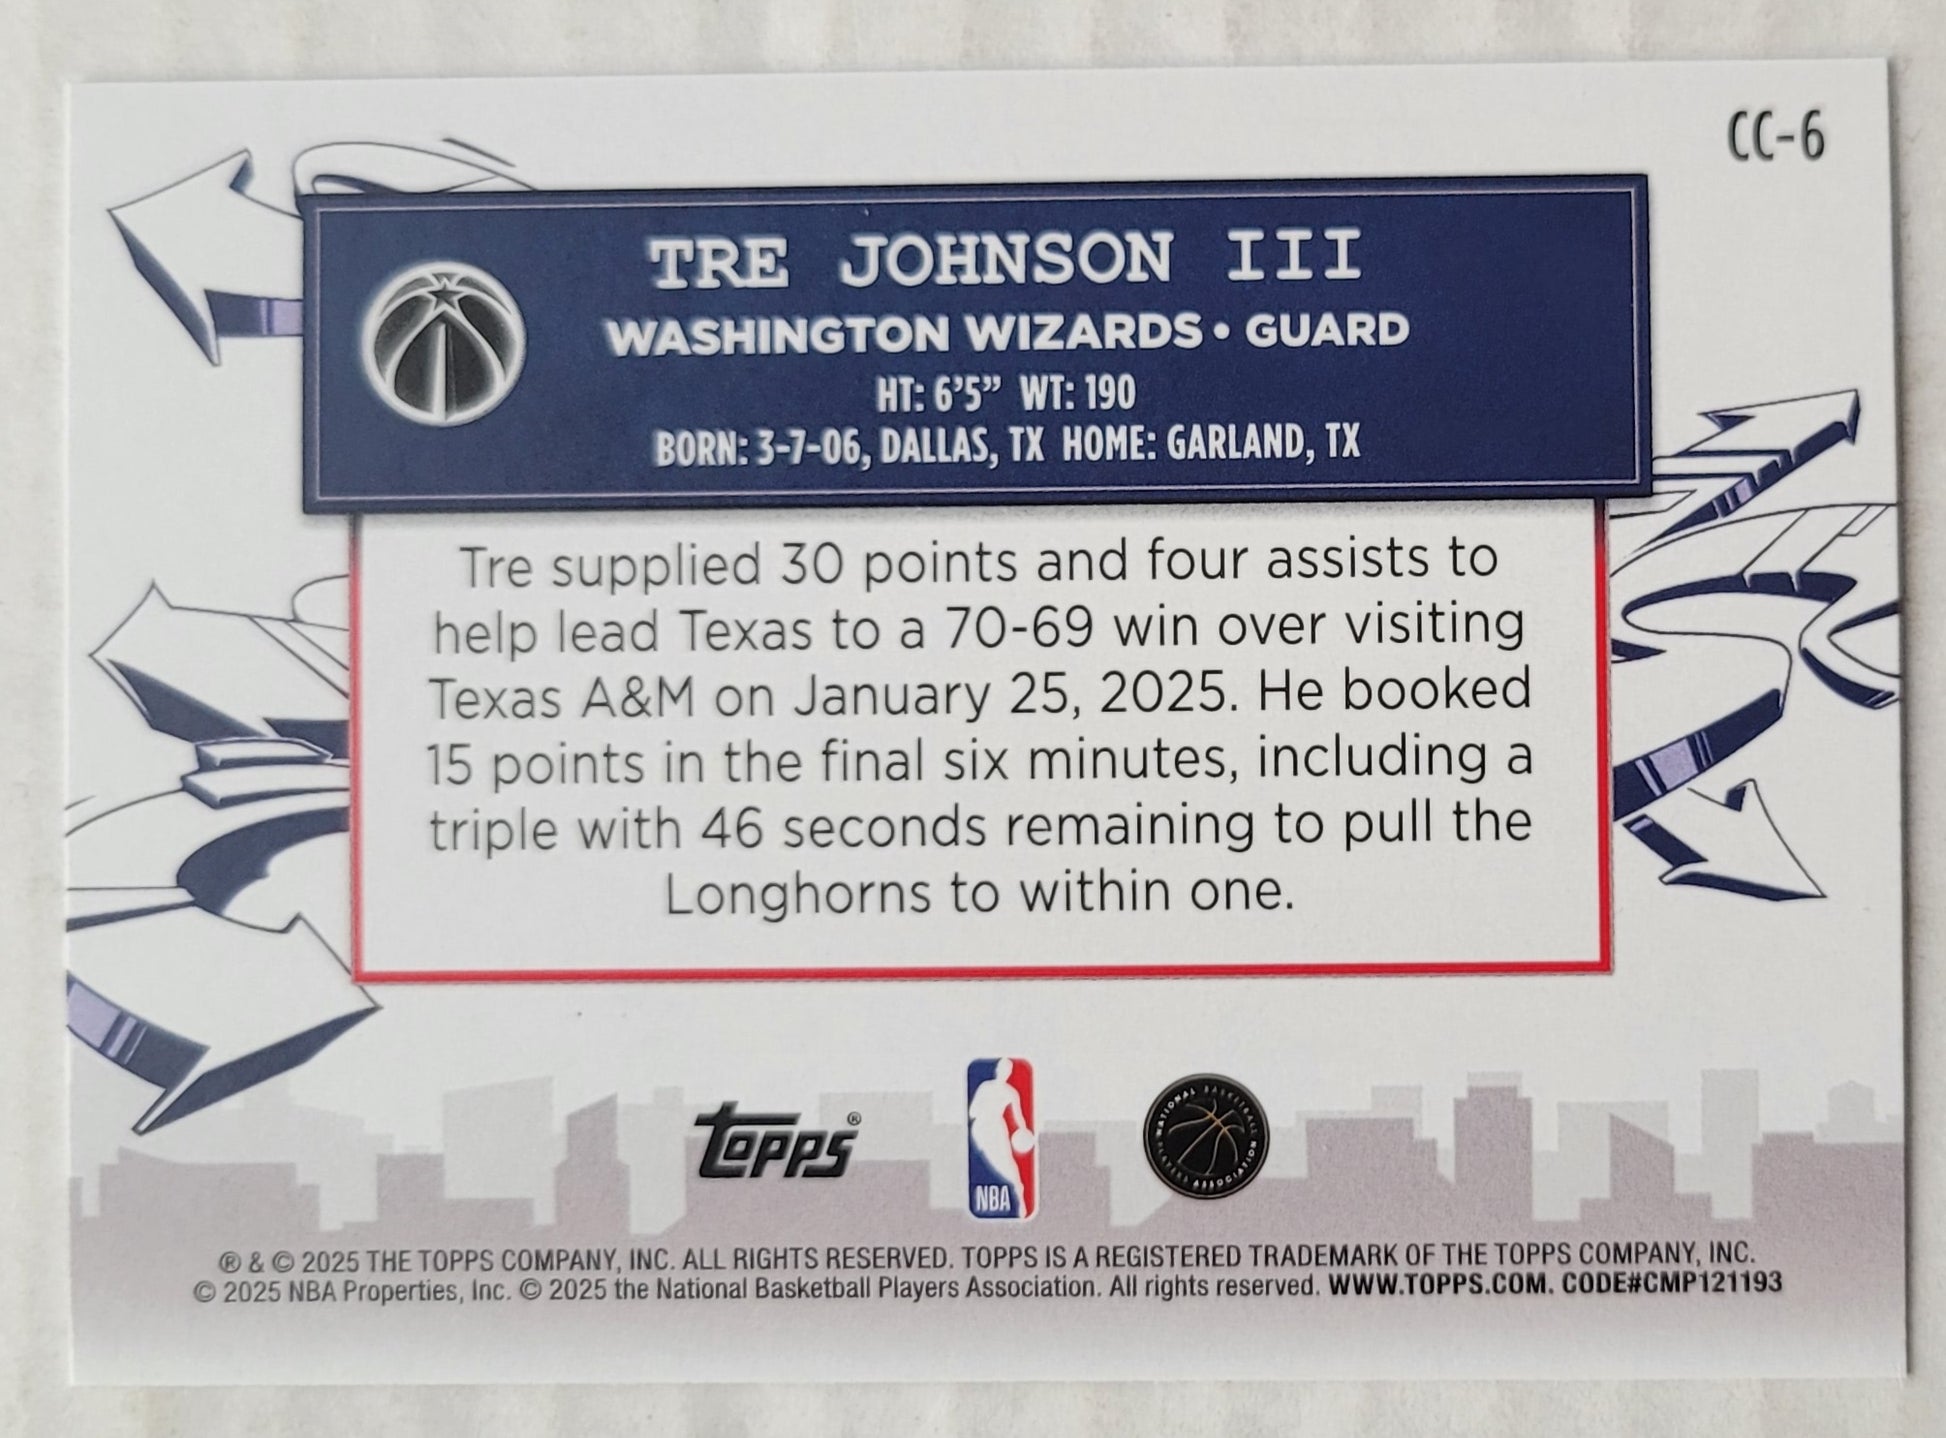 CC-6
TRE JOHNSON III
WASHINGTON WIZARDS • GUARD
HT: 6’5” WT: 190
BORN: 3-7-06, DALLAS, TX HOME: GARLAND, TX
Tre supplied 30 points and four assists to
help lead Texas to a 70-69 win over visiting
Texas A&M on January 25, 2025. He booked
15 points in the final six minutes, including a
triple with 46 seconds remaining to pull the
Longhorns to within one.
topps®
NBA
NATIONAL BASKETBALL
PLAYERS ASSOCIATION
® & © 2025 THE TOPPS COMPANY, INC. ALL RIGHTS RESERVED. TOPPS IS A REGISTERED TRADEMARK OF THE TOPPS COMPANY, INC.
© 2025 NBA Properties, Inc. © 2025 the National Basketball Players Association. All rights reserved. WWW.TOPPS.COM. CODE#CMP121193